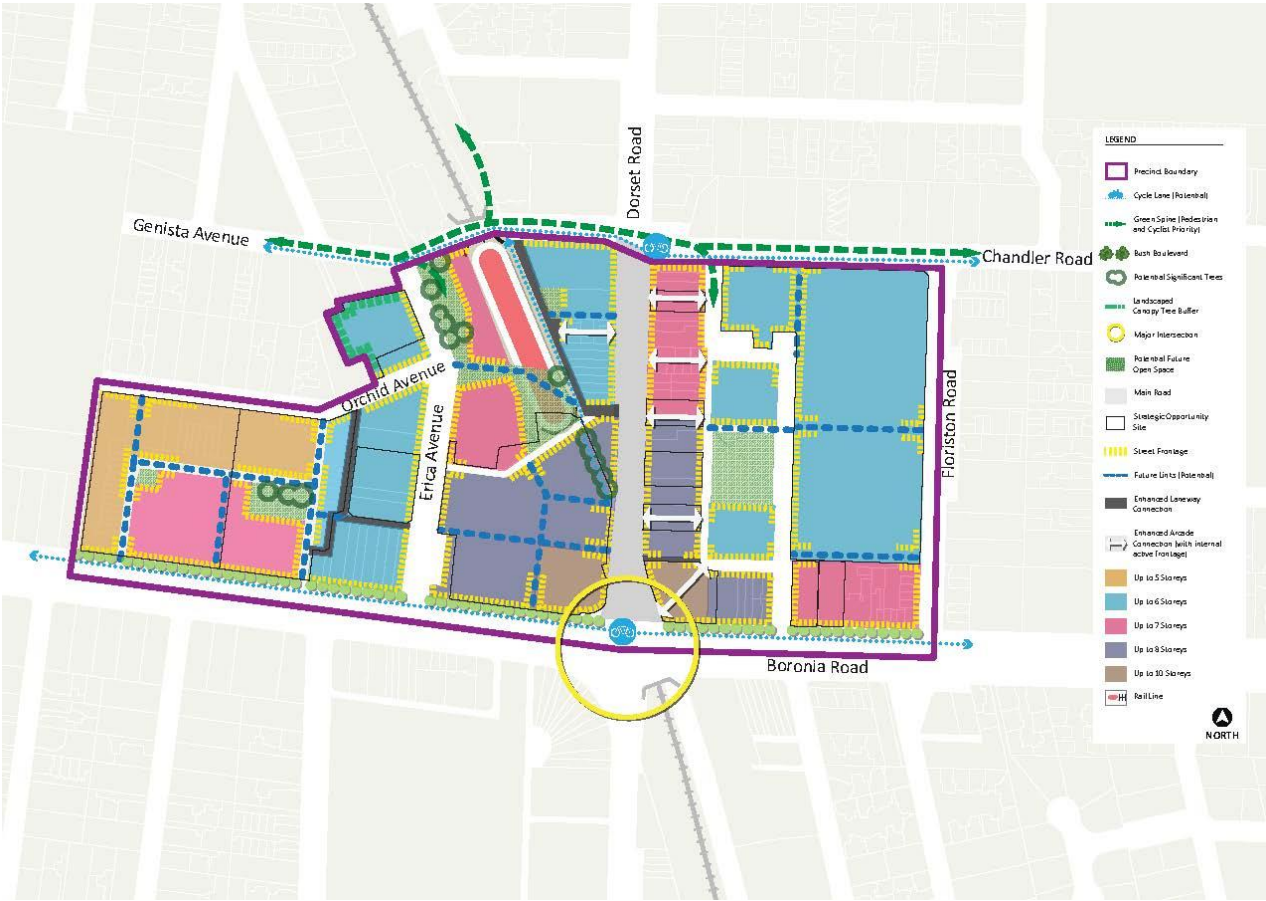 Dorset Road
Genista Avenue
Chandler Road
Orchid Avenue
Erica Avenue
Floriston Road
Boronia Road
LEGEND
Precinct Boundary
Cycle Lane (Potential)
Green Spine (Pedestrian
and Cyclist Priority)
Bush Boulevard
Potential Significant Trees
Landscaped
Canopy Tree Buffer
Major Intersection
Potential Future
Open Space
Main Road
Strategic Opportunity
Site
Street Frontage
Future Links (Potential)
Enhanced Laneway
Connection
Enhanced Arcade
Connection (with internal
active frontage)
Up to 5 Storeys
Up to 6 Storeys
Up to 7 Storeys
Up to 8 Storeys
Up to 10 Storeys
Rail Line
NORTH